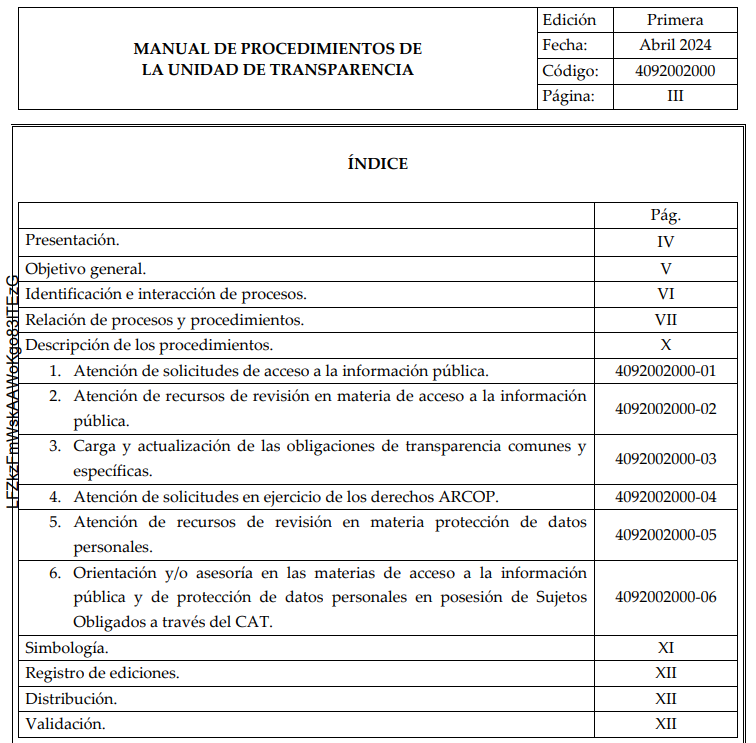 MANUAL DE PROCEDIMIENTOS DE
LA UNIDAD DE TRANSPARENCIA
Edición Primera
Fecha: Abril 2024
Código: 4092002000
Página: III
ÍNDICE
Pág.
Presentación. IV
Objetivo general. V
Identificación e interacción de procesos. VI
Relación de procesos y procedimientos. VII
Descripción de los procedimientos. X
1. Atención de solicitudes de acceso a la información pública. 4092002000-01
2. Atención de recursos de revisión en materia de acceso a la información
pública. 4092002000-02
3. Carga y actualización de las obligaciones de transparencia comunes y
específicas. 4092002000-03
4. Atención de solicitudes en ejercicio de los derechos ARCOP. 4092002000-04
5. Atención de recursos de revisión en materia protección de datos
personales. 4092002000-05
6. Orientación y/o asesoría en las materias de acceso a la información
pública y de protección de datos personales en posesión de Sujetos
Obligados a través del CAT. 4092002000-06
Simbología. XI
Registro de ediciones. XII
Distribución. XII
Validación. XII